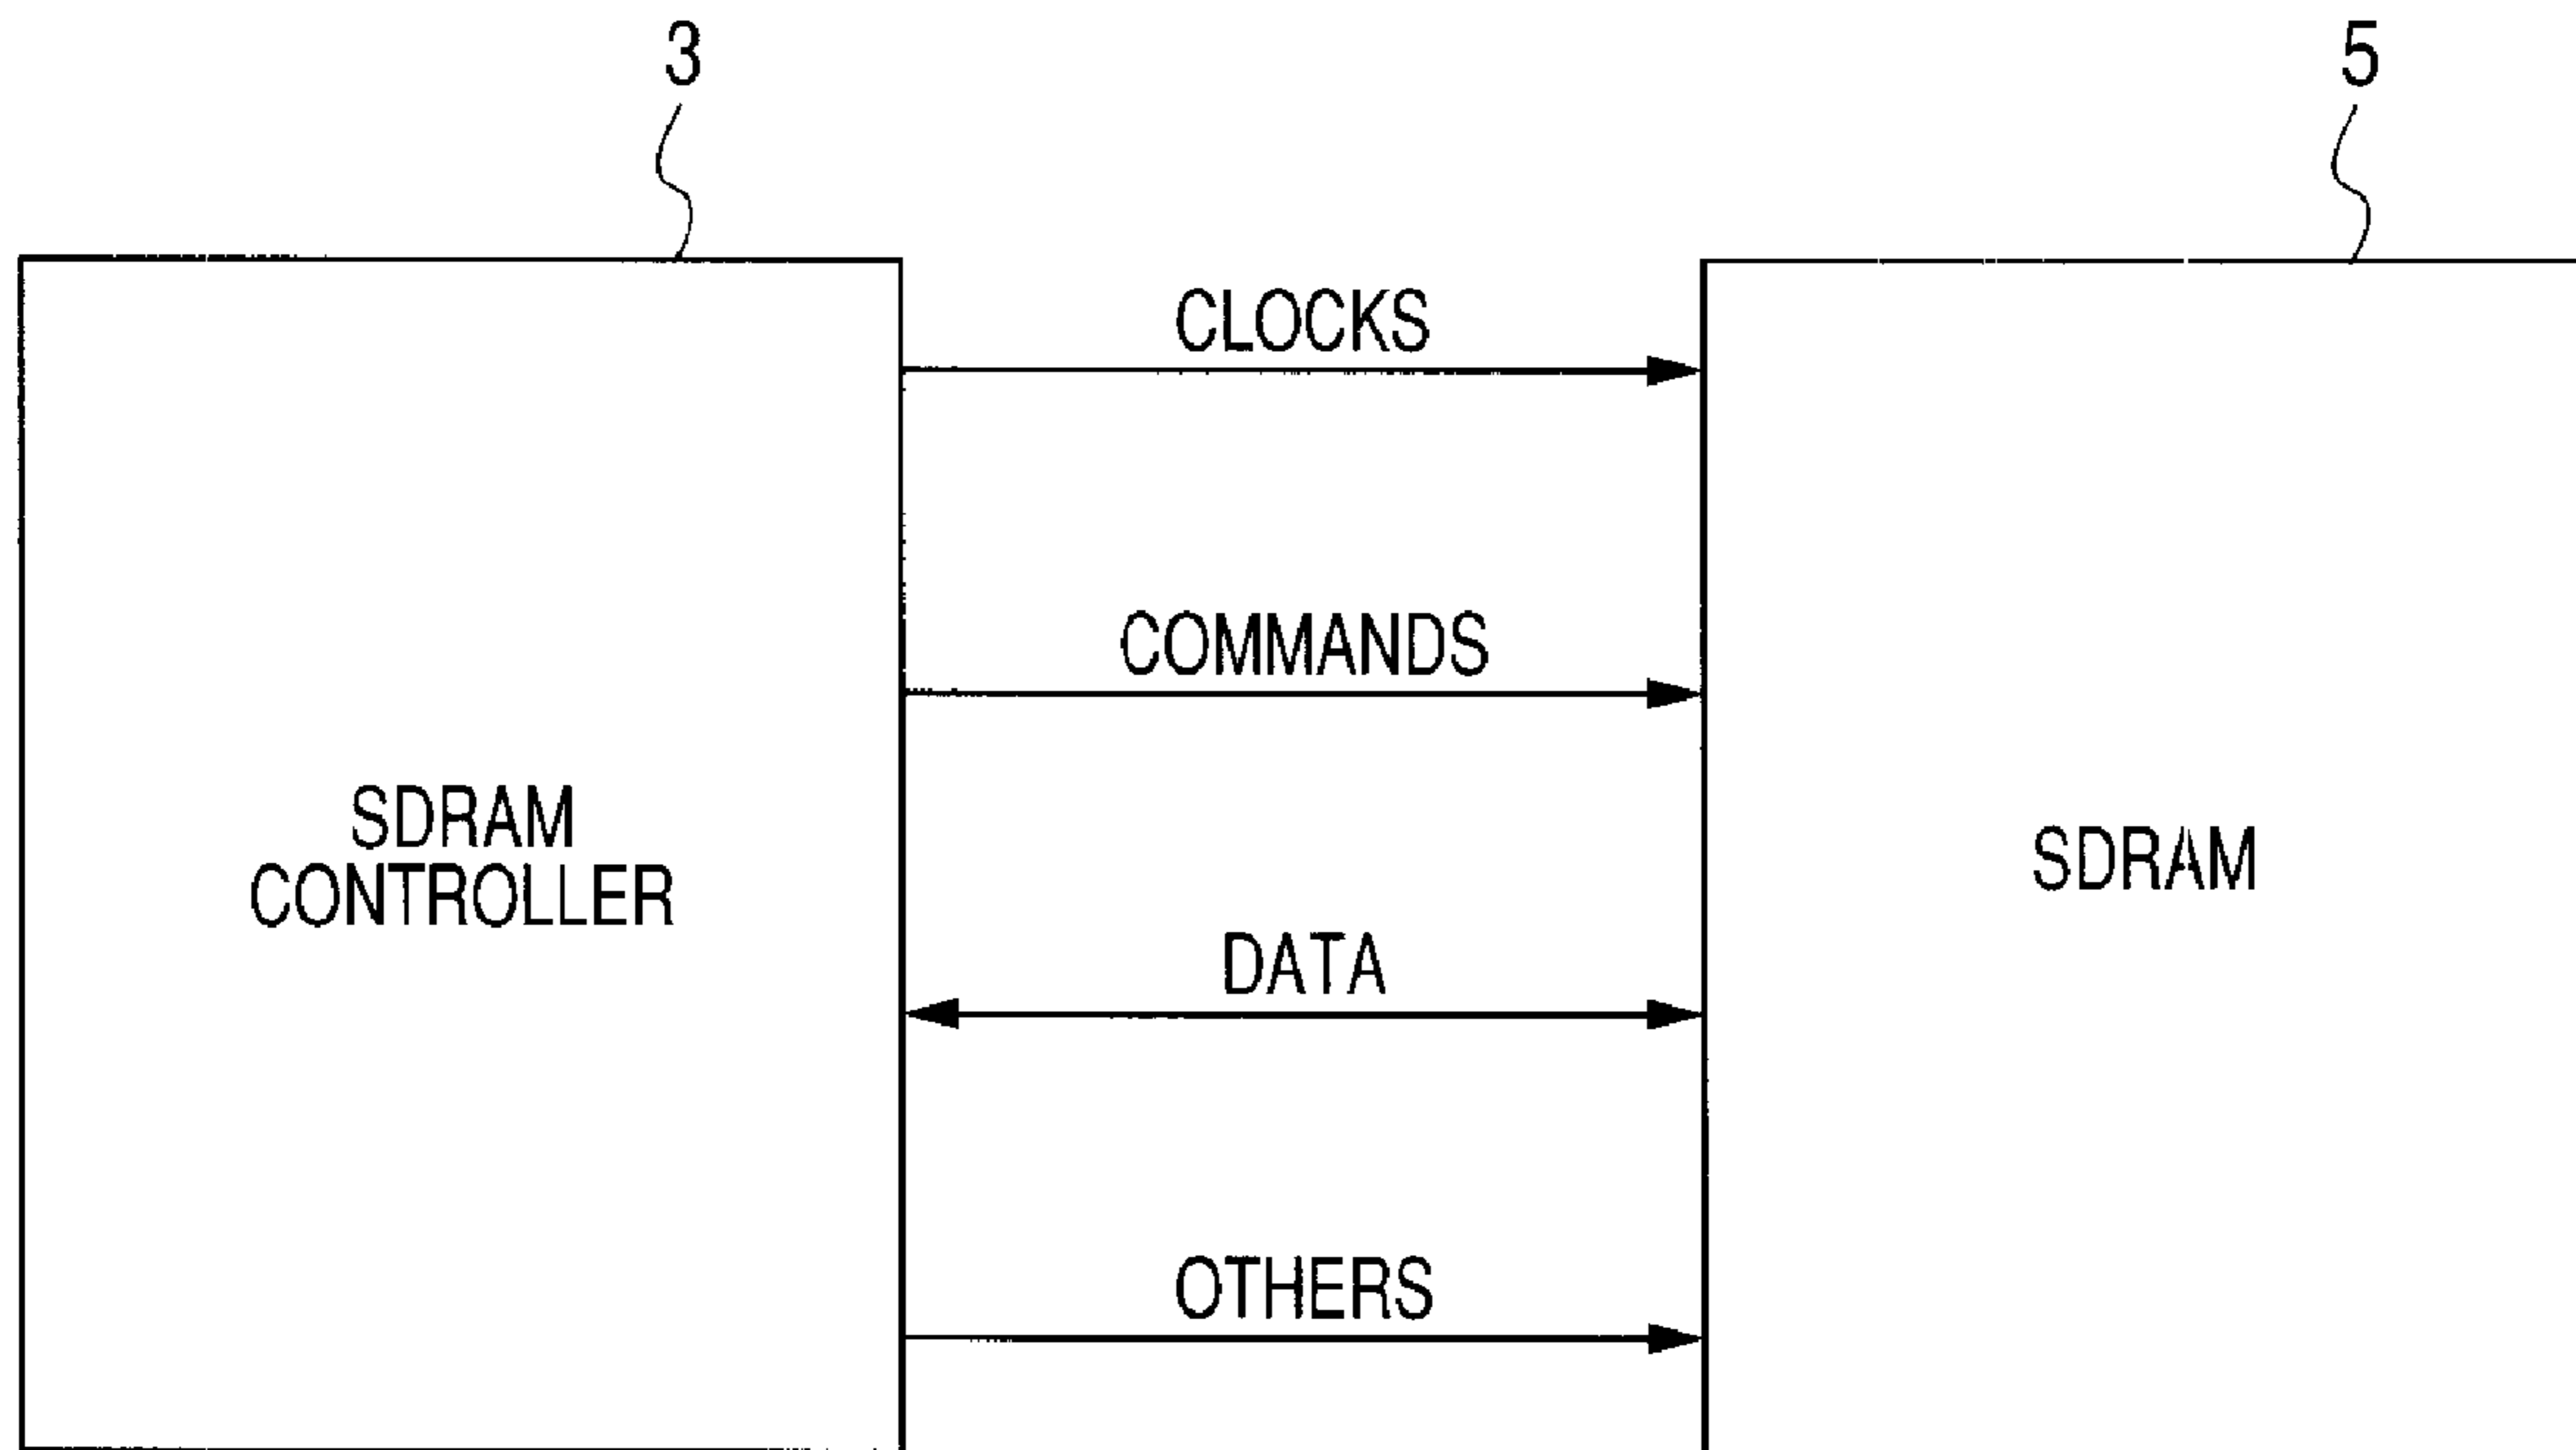 3
5
CLOCKS
COMMANDS
SDRAM
CONTROLLER
SDRAM
DATA
OTHERS